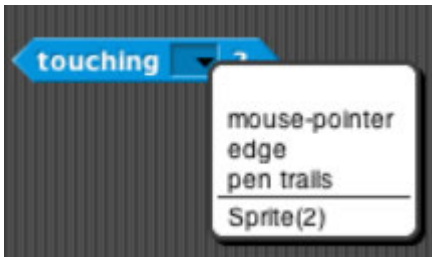 touching ?
mouse-pointer
edge
pen trails
Sprite(2)